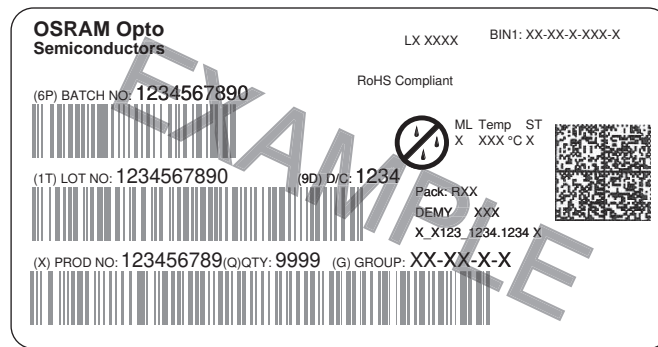 OSRAM Opto
Semiconductors
LX XXXX
BIN1: XX-XX-X-XXX-X
RoHS Compliant
(6P) BATCH NO: 1234567890
ML Temp ST
X XXX °C X
(1T) LOT NO: 1234567890 (9D) D/C: 1234
Pack: RXX
DEMY XXX
X_X123_1234.1234 X
(X) PROD NO: 123456789(Q)QTY: 9999 (G) GROUP: XX-XX-X-X
EXAMPLE